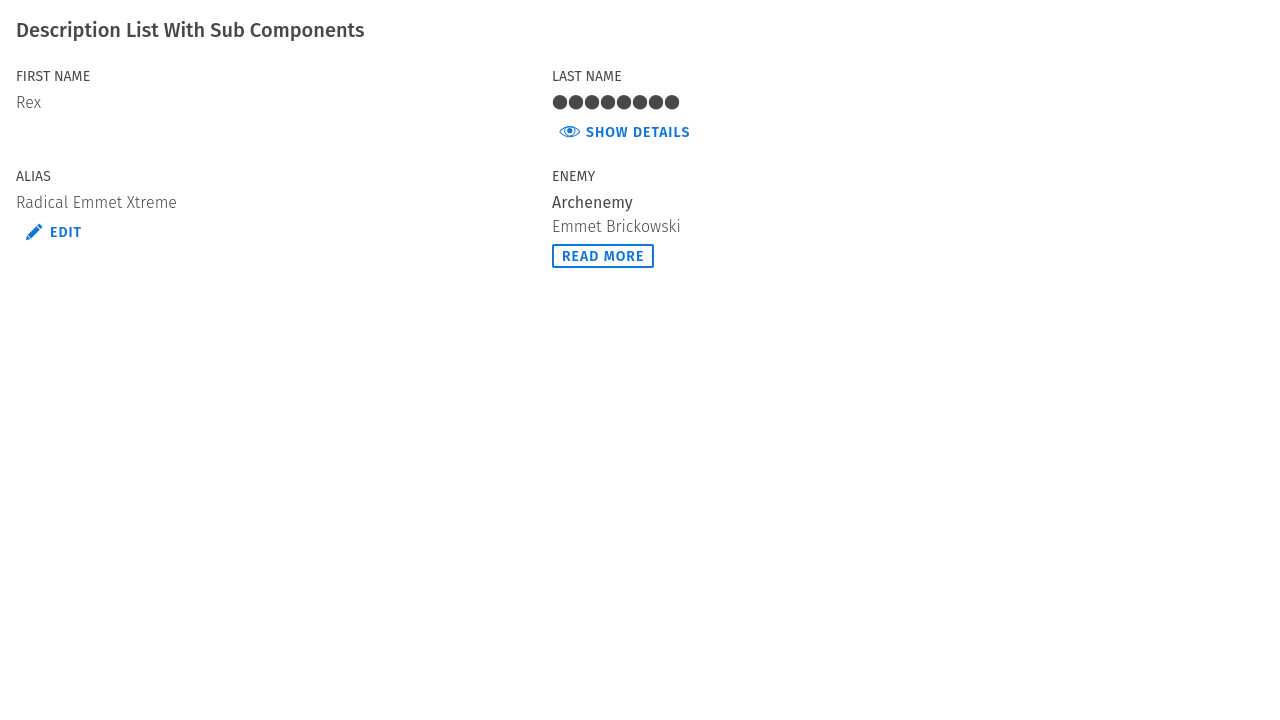 Description List With Sub Components
FIRST NAME
Rex
LAST NAME
●●●●●●●●
SHOW DETAILS
ALIAS
Radical Emmet Xtreme
EDIT
ENEMY
Archenemy
Emmet Brickowski
READ MORE